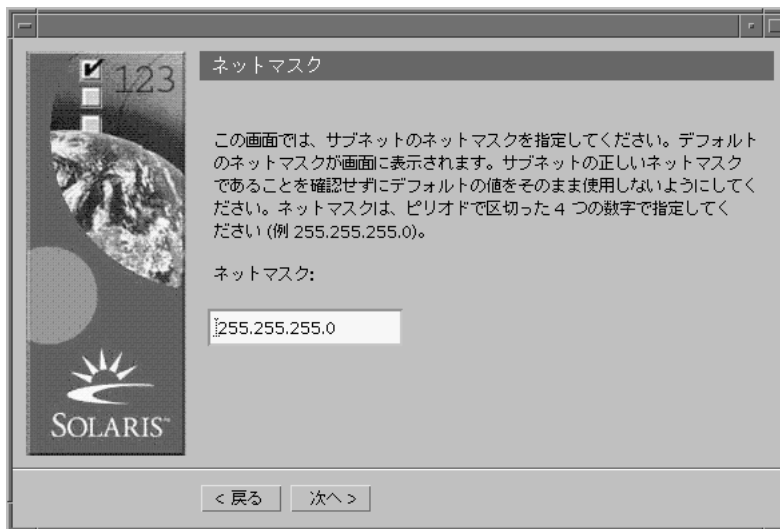 123
ネットマスク
この画面では、サブネットのネットマスクを指定してください。デフォルト
のネットマスクが画面に表示されます。サブネットの正しいネットマスク
であることを確認せずにデフォルトの値をそのまま使用しないようにしてく
ださい。ネットマスクは、ピリオドで区切った 4 つの数字で指定してく
ださい (例 255.255.255.0)。
ネットマスク:
255.255.255.0
SOLARIS™
< 戻る
次へ >